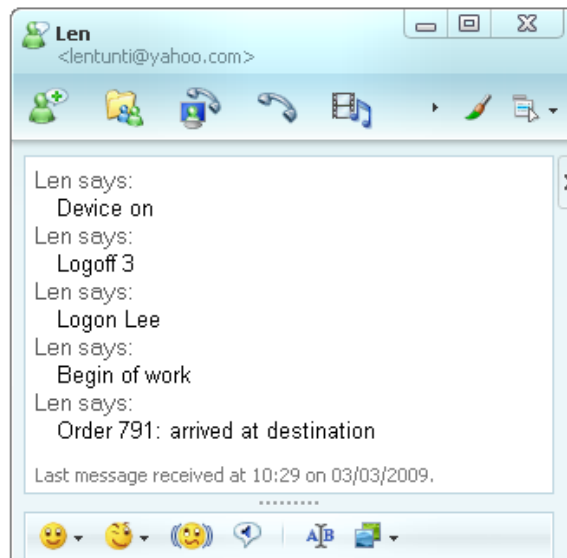 Len
<lentunti@yahoo.com>
Len says:
Device on
Len says:
Logoff 3
Len says:
Logon Lee
Len says:
Begin of work
Len says:
Order 791: arrived at destination
Last message received at 10:29 on 03/03/2009.
AB